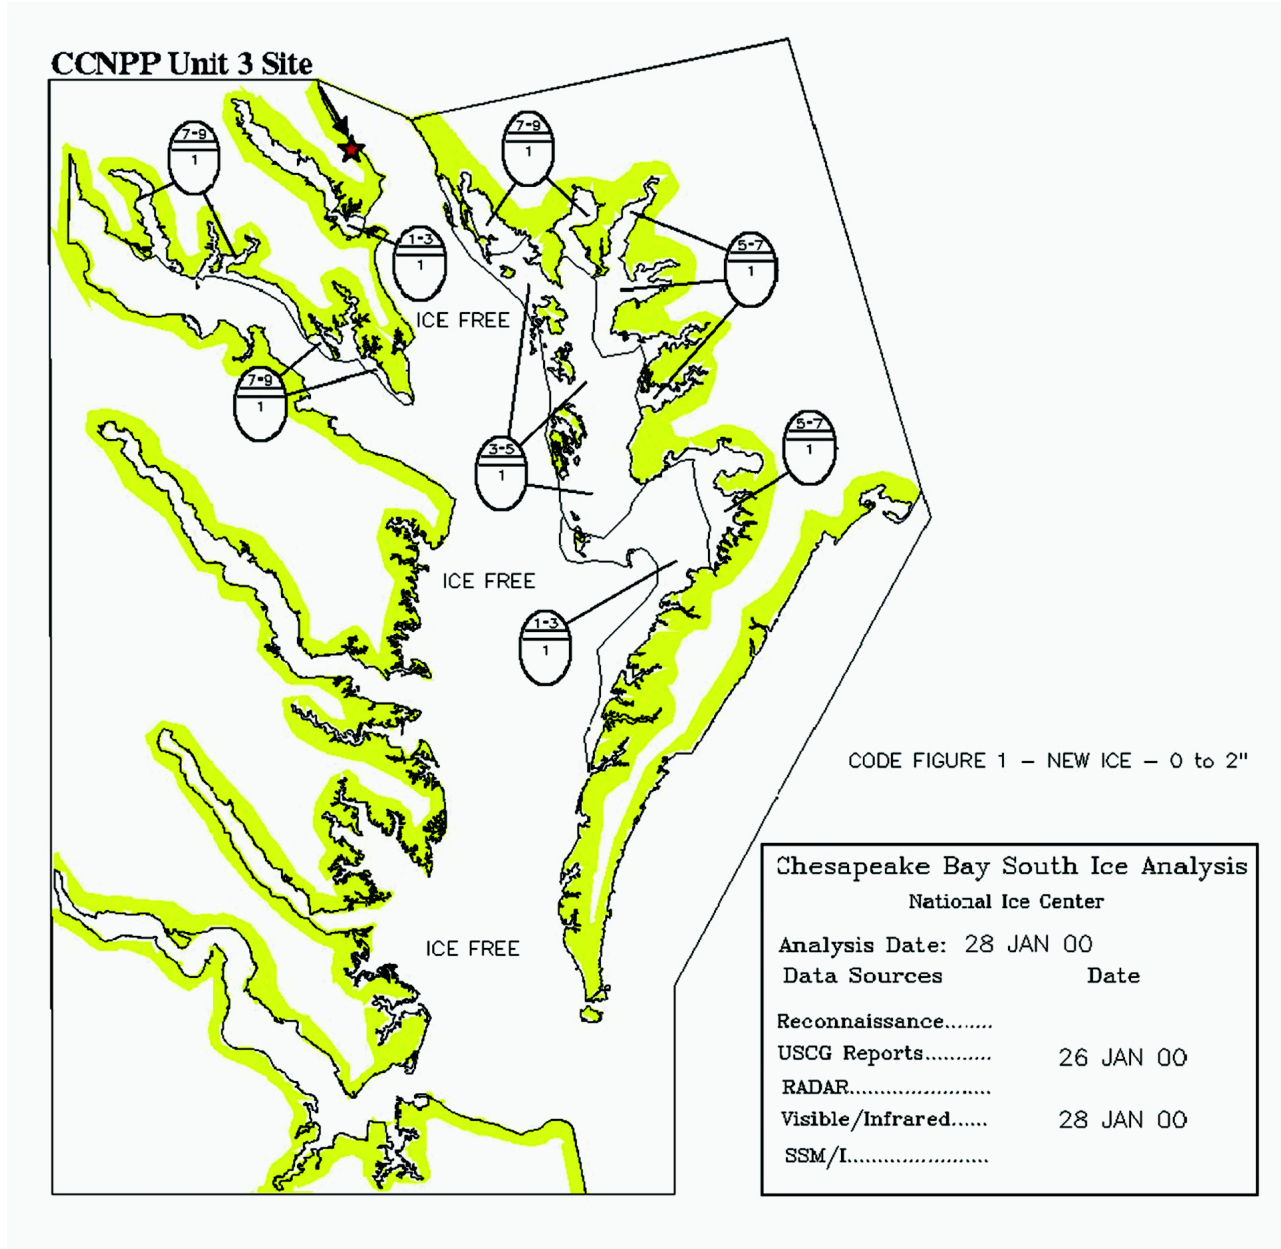 CCNPP Unit 3 Site
7-9
1
7-9
1
1-3
1
5-7
1
ICE FREE
7-9
1
3-5
1
5-7
1
ICE FREE
1-3
1
CODE FIGURE 1 – NEW ICE – 0 to 2"
Chesapeake Bay South Ice Analysis
National Ice Center
ICE FREE
Analysis Date: 28 JAN 00
Data Sources Date
Reconnaissance........
USCG Reports........... 26 JAN 00
RADAR.......................
Visible/Infrared...... 28 JAN 00
SSM/I.......................